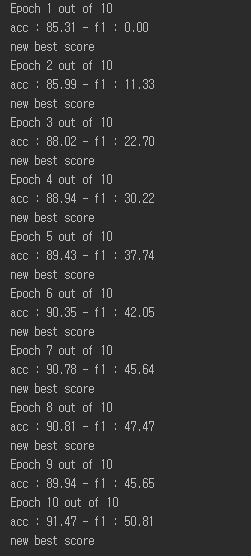 Epoch 1 out of 10
acc : 85.31 - f1 : 0.00
new best score
Epoch 2 out of 10
acc : 85.99 - f1 : 11.33
new best score
Epoch 3 out of 10
acc : 88.02 - f1 : 22.70
new best score
Epoch 4 out of 10
acc : 88.94 - f1 : 30.22
new best score
Epoch 5 out of 10
acc : 89.43 - f1 : 37.74
new best score
Epoch 6 out of 10
acc : 90.35 - f1 : 42.05
new best score
Epoch 7 out of 10
acc : 90.78 - f1 : 45.64
new best score
Epoch 8 out of 10
acc : 90.81 - f1 : 47.47
new best score
Epoch 9 out of 10
acc : 89.94 - f1 : 45.65
Epoch 10 out of 10
acc : 91.47 - f1 : 50.81
new best score